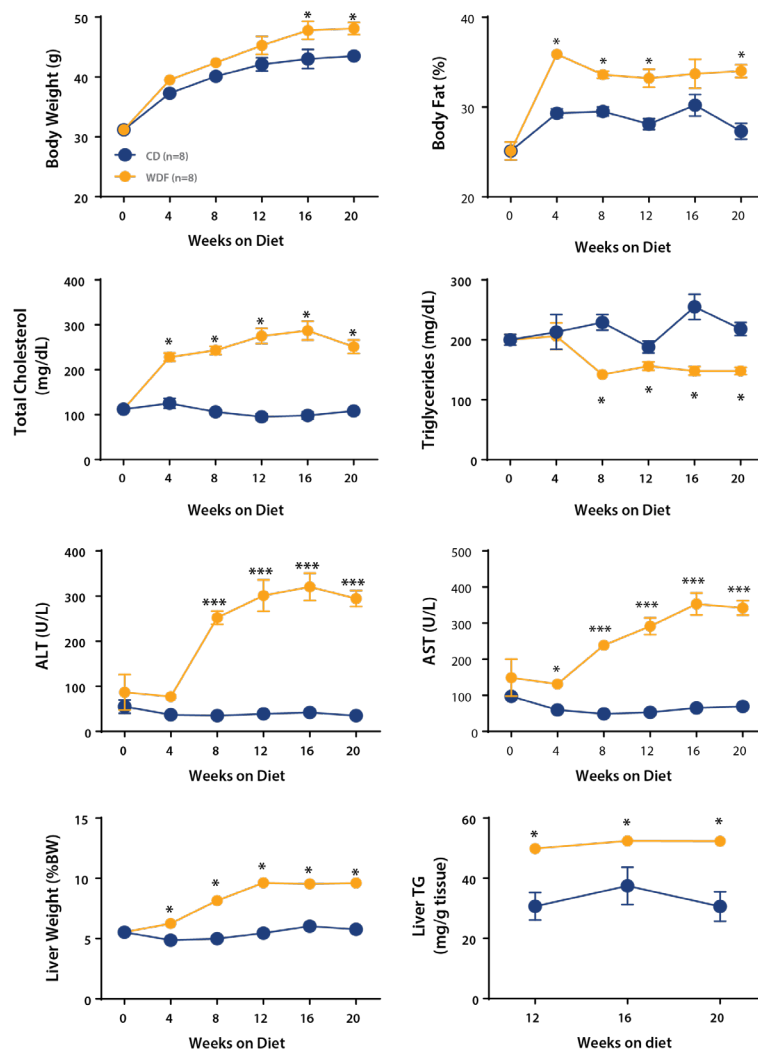 Body Weight (g)
50
40
30
20
*
*
CD (n=8)
WDF (n=8)
0 4 8 12 16 20
Weeks on Diet
Body Fat (%)
40
30
20
*
*
*
*
0 4 8 12 16 20
Weeks on Diet
Total Cholesterol
(mg/dL)
400
300
200
100
0
*
*
*
*
*
0 4 8 12 16 20
Weeks on Diet
Triglycerides (mg/dL)
300
200
100
0
*
*
*
*
0 4 8 12 16 20
Weeks on Diet
ALT (U/L)
400
300
200
100
0
***
***
***
***
0 4 8 12 16 20
Weeks on Diet
AST (U/L)
500
400
300
200
100
0
*
***
***
***
***
0 4 8 12 16 20
Weeks on Diet
Liver Weight (%BW)
15
10
5
0
*
*
*
*
*
0 4 8 12 16 20
Weeks on Diet
Liver TG
(mg/g tissue)
60
40
20
0
*
*
*
12 16 20
Weeks on diet